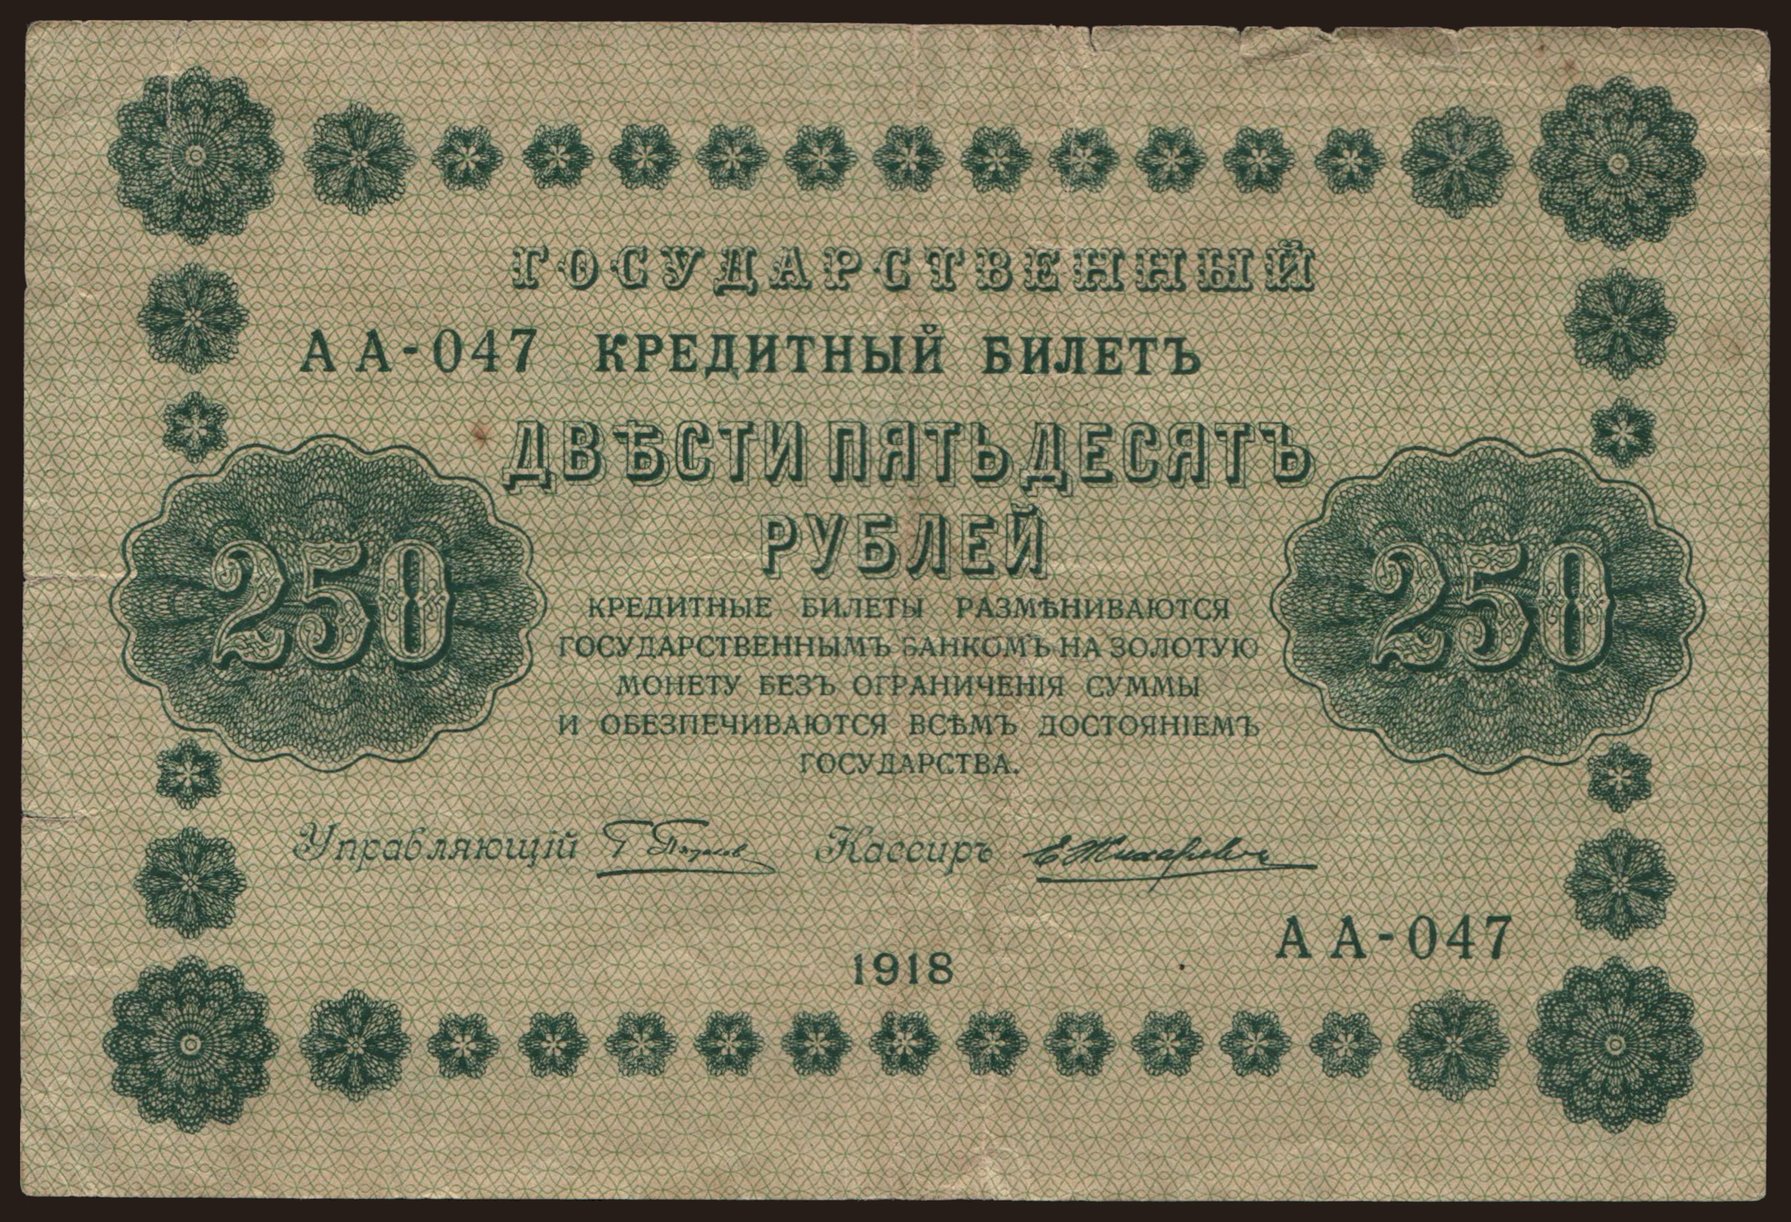 ГОСУДАРСТВЕННЫЙ
АА-047 КРЕДИТНЫЙ БИЛЕТЪ
ДВѢСТИ ПЯТЬДЕСЯТЪ
РУБЛЕЙ
250
250
КРЕДИТНЫЕ БИЛЕТЫ РАЗМѢНИВАЮТСЯ
ГОСУДАРСТВЕННЫМЪ БАНКОМЪ НА ЗОЛОТУЮ
МОНЕТУ БЕЗЪ ОГРАНИЧЕНІЯ СУММЫ
И ОБЕЗПЕЧИВАЮТСЯ ВСѢМЪ ДОСТОЯНІЕМЪ
ГОСУДАРСТВА.
Управляющій Кассиръ Е. Жихаревъ
АА-047
1918